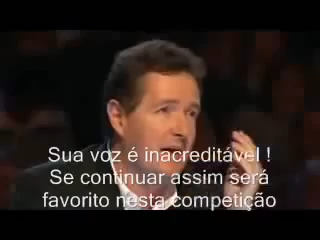 Sua voz é inacreditável !
Se continuar assim será
favorito nesta competição